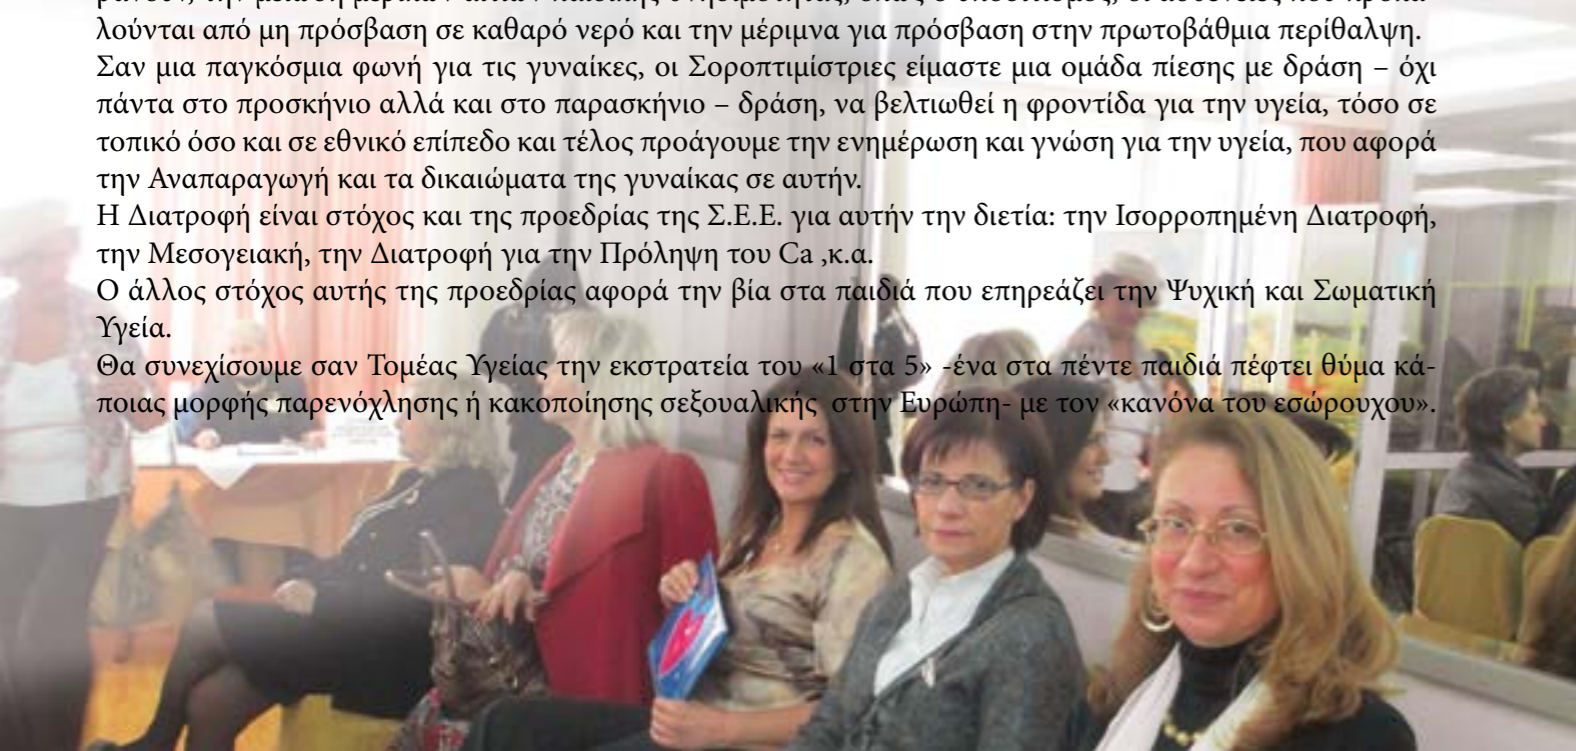 λούνται από μη πρόσβαση σε καθαρό νερό και την μέριμνα για πρόσβαση στην πρωτοβάθμια περίθαλψη.
Σαν μια παγκόσμια φωνή για τις γυναίκες, οι Σοροπτιμίστριες είμαστε μια ομάδα πίεσης με δράση – όχι
πάντα στο προσκήνιο αλλά και στο παρασκήνιο – δράση, να βελτιωθεί η φροντίδα για την υγεία, τόσο σε
τοπικό όσο και σε εθνικό επίπεδο και τέλος προάγουμε την ενημέρωση και γνώση για την υγεία, που αφορά
την Αναπαραγωγή και τα δικαιώματα της γυναίκας σε αυτήν.
Η Διατροφή είναι στόχος και της προεδρίας της Σ.Ε.Ε. για αυτήν την διετία: την Ισορροπημένη Διατροφή,
την Μεσογειακή, την Διατροφή για την Πρόληψη του Ca ,κ.α.
Ο άλλος στόχος αυτής της προεδρίας αφορά την βία στα παιδιά που επηρεάζει την Ψυχική και Σωματική
Υγεία.
Θα συνεχίσουμε σαν Τομέας Υγείας την εκστρατεία του «1 στα 5» -ένα στα πέντε παιδιά πέφτει θύμα κά-
ποιας μορφής παρενόχλησης ή κακοποίησης σεξουαλικής στην Ευρώπη- με τον «κανόνα του εσώρουχου».